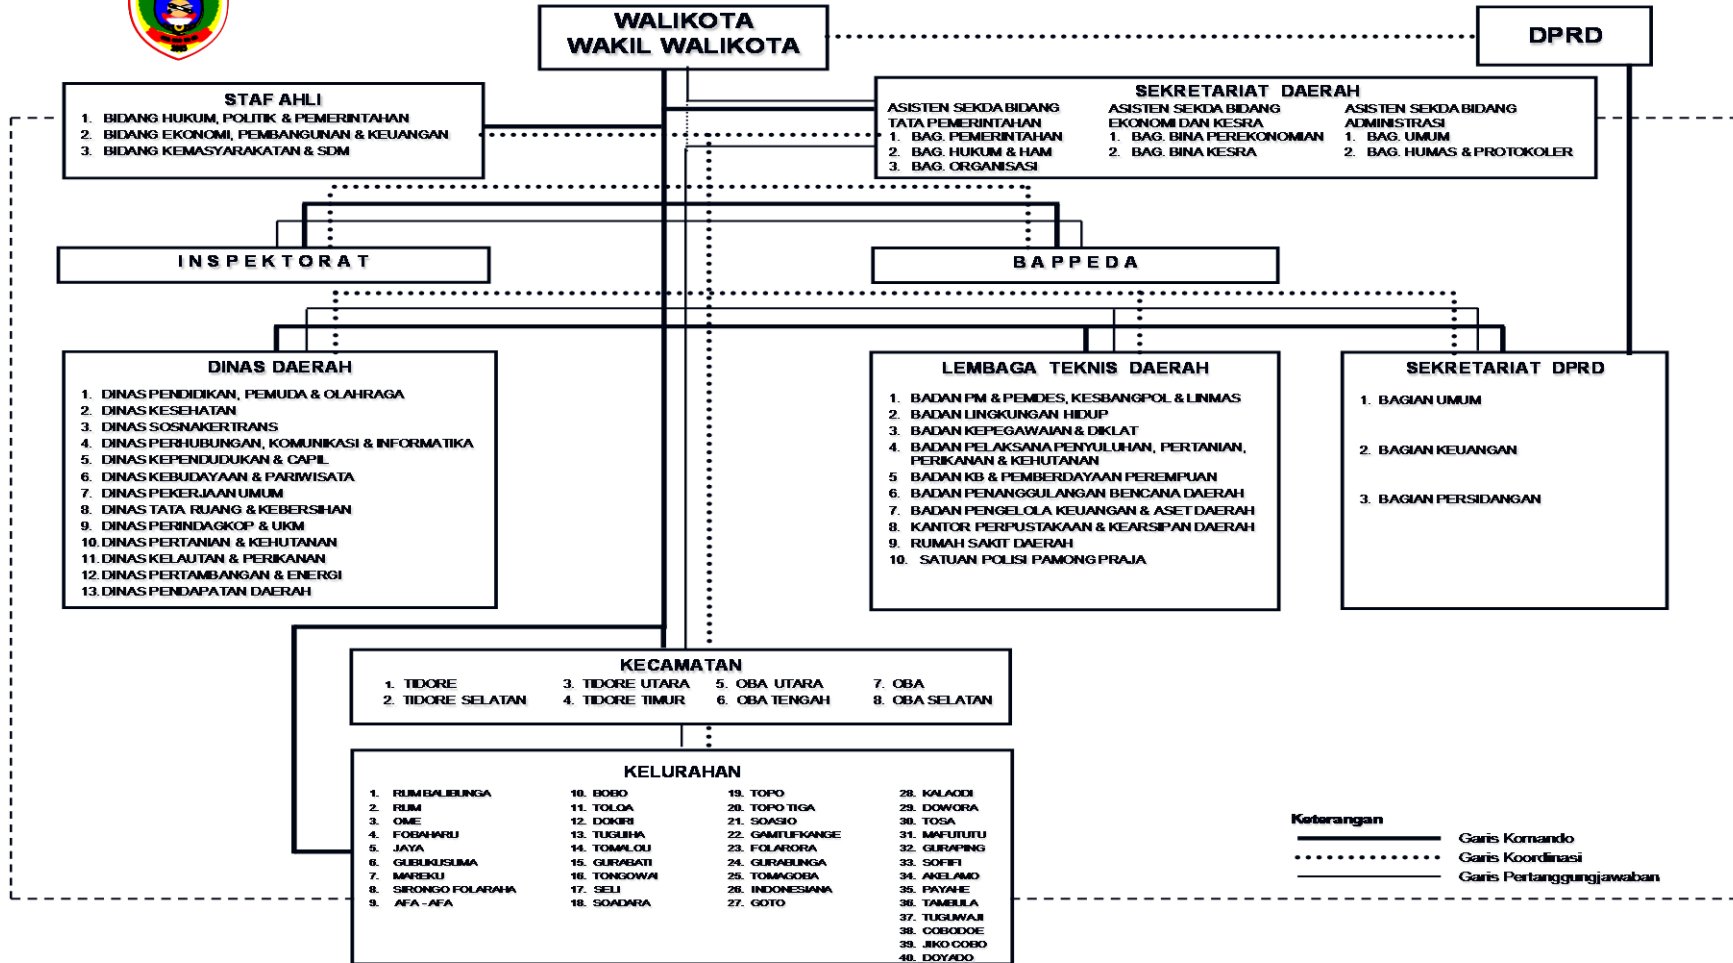 WALIKOTA
WAKIL WALIKOTA
DPRD
STAF AHLI
1. BIDANG HUKUM, POLITIK & PEMERINTAHAN
2. BIDANG EKONOMI, PEMBANGUNAN & KEUANGAN
3. BIDANG KEMASYARAKATAN & SDM
SEKRETARIAT DAERAH
ASISTEN SEKDA BIDANG
TATA PEMERINTAHAN
1. BAG. PEMERINTAHAN
2. BAG. HUKUM & HAM
3. BAG. ORGANISASI
ASISTEN SEKDA BIDANG
EKONOMI DAN KESRA
1. BAG. BINA PEREKONOMIAN
2. BAG. BINA KESRA
ASISTEN SEKDA BIDANG
ADMINISTRASI
1. BAG. UMUM
2. BAG. HUMAS & PROTOKOLER
INSPEKTORAT
BAPPEDA
DINAS DAERAH
1. DINAS PENDIDIKAN, PEMUDA & OLAHRAGA
2. DINAS KESEHATAN
3. DINAS SOSNAKERTRANS
4. DINAS PERHUBUNGAN, KOMUNIKASI & INFORMATIKA
5. DINAS KEPENDUDUKAN & CAPIL
6. DINAS KEBUDAYAAN & PARIWISATA
7. DINAS PEKERJAAN UMUM
8. DINAS TATA RUANG & KEBERSIHAN
9. DINAS PERINDAGKOP & UKM
10. DINAS PERTANIAN & KEHUTANAN
11. DINAS KELAUTAN & PERIKANAN
12. DINAS PERTAMBANGAN & ENERGI
13. DINAS PENDAPATAN DAERAH
LEMBAGA TEKNIS DAERAH
1. BADAN PM & PEMDES, KESBANGPOL & LINMAS
2. BADAN LINGKUNGAN HIDUP
3. BADAN KEPEGAWAIAN & DIKLAT
4. BADAN PELAKSANA PENYULUHAN, PERTANIAN,
PERIKANAN & KEHUTANAN
5 BADAN KB & PEMBERDAYAAN PEREMPUAN
6. BADAN PENANGGULANGAN BENCANA DAERAH
7. BADAN PENGELOLA KEUANGAN & ASET DAERAH
8. KANTOR PERPUSTAKAAN & KEARSIPAN DAERAH
9. RUMAH SAKIT DAERAH
10. SATUAN POLISI PAMONG PRAJA
SEKRETARIAT DPRD
1. BAGIAN UMUM
2. BAGIAN KEUANGAN
3. BAGIAN PERSIDANGAN
KECAMATAN
1. TIDORE
2. TIDORE SELATAN
3. TIDORE UTARA
4. TIDORE TIMUR
5. OBA UTARA
6. OBA TENGAH
7. OBA
8. OBA SELATAN
KELURAHAN
1. RUM BALIBUNGA
2. RUM
3. OME
4. FOBAHARU
5. JAYA
6. GUBUKUSUMA
7. MAREKU
8. SIRONGO FOLARAHA
9. AFA - AFA
10. BOBO
11. TOLOA
12. DOKIRI
13. TUGUIHA
14. TOMALOU
15. GURABATI
16. TONGOWAI
17. SELI
18. SOADARA
19. TOPO
20. TOPO TIGA
21. SOASIO
22. GAMTUFKANGE
23. FOLARORA
24. GURABUNGA
25. TOMAGOBA
26. INDONESIANA
27. GOTO
28. KALAODI
29. DOWORA
30. TOSA
31. MAFUTUTU
32. GURAPING
33. SOFIFI
34. AKELAMO
35. PAYAHE
36. TAMBULA
37. TUGUWAJI
38. COBODOE
39. JIKO COBO
40. DOYADO
Keterangan
Garis Komando
Garis Koordinasi
Garis Pertanggungjawaban